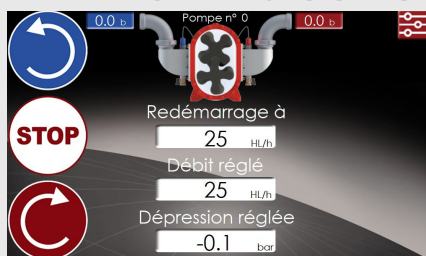 0.0 b
Pompe n° 0
0.0 b
Redémarrage à
25 HL/h
STOP
Débit réglé
25 HL/h
Dépression réglée
-0.1 bar